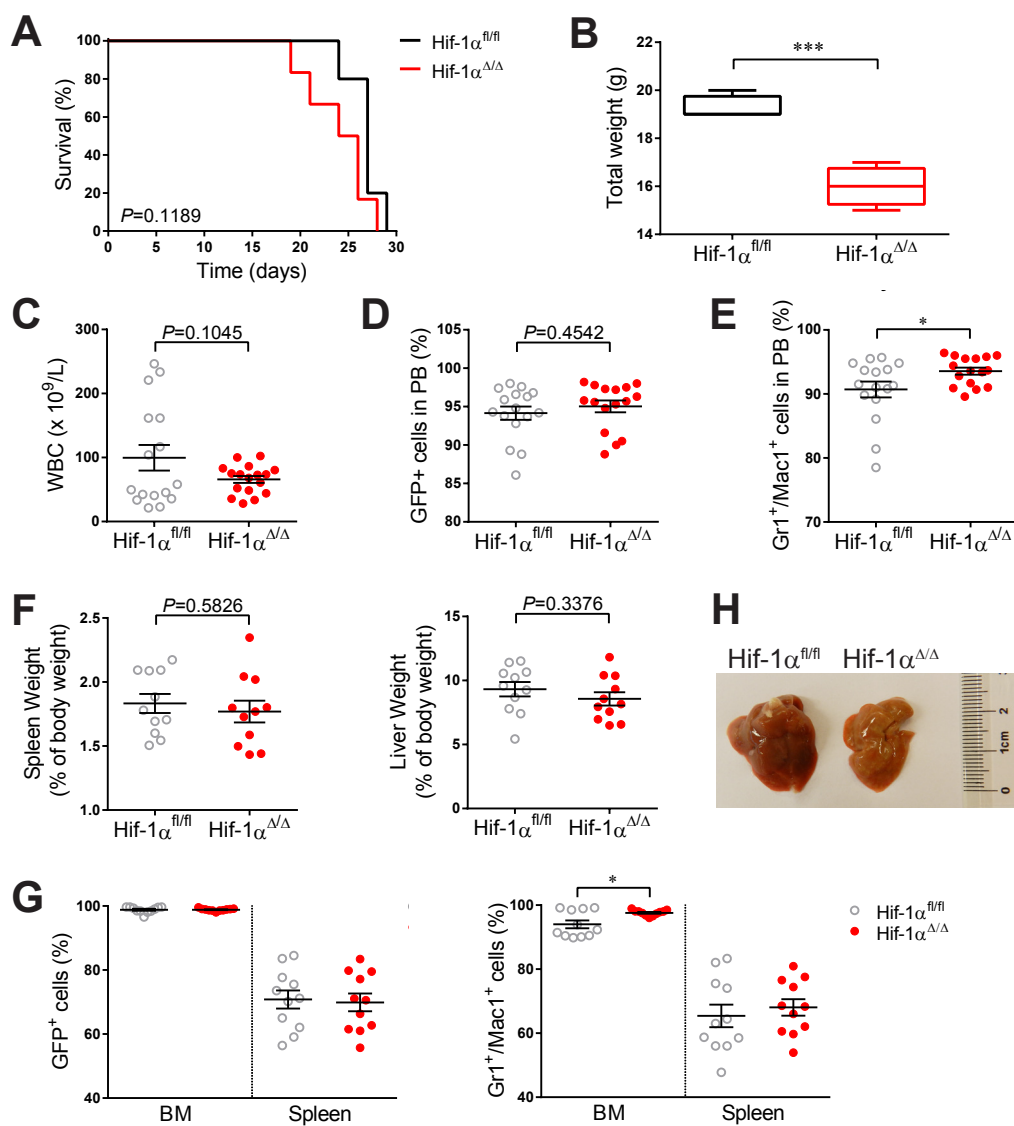 A
Hif-1α^fl/fl
Hif-1α^Δ/Δ
Survival (%)
100
80
60
40
20
0
P=0.1189
0 5 10 15 20 25 30
Time (days)
B
***
Total weight (g)
22
20
18
16
14
Hif-1α^fl/fl Hif-1α^Δ/Δ
C
P=0.1045
WBC (x 10^9/L)
300
200
100
0
Hif-1α^fl/fl Hif-1α^Δ/Δ
D
P=0.4542
GFP+ cells in PB (%)
105
100
95
90
85
80
Hif-1α^fl/fl Hif-1α^Δ/Δ
E
*
Gr1^+/Mac1^+ cells in PB (%)
100
90
80
70
Hif-1α^fl/fl Hif-1α^Δ/Δ
F
P=0.5826
Spleen Weight
(% of body weight)
2.5
2.0
1.5
1.0
Hif-1α^fl/fl Hif-1α^Δ/Δ
P=0.3376
Liver Weight
(% of body weight)
15
10
5
0
Hif-1α^fl/fl Hif-1α^Δ/Δ
H
Hif-1α^fl/fl Hif-1α^Δ/Δ
2
1cm
0
G
GFP^+ cells (%)
100
80
60
40
BM Spleen
*
Gr1^+/Mac1^+ cells (%)
100
80
60
40
BM Spleen
Hif-1α^fl/fl
Hif-1α^Δ/Δ